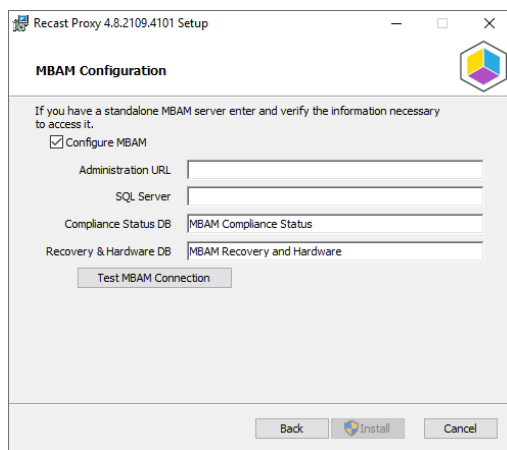 Recast Proxy 4.8.2109.4101 Setup
MBAM Configuration
If you have a standalone MBAM server enter and verify the information necessary
to access it.
Configure MBAM
Administration URL
SQL Server
Compliance Status DB MBAM Compliance Status
Recovery & Hardware DB MBAM Recovery and Hardware
Test MBAM Connection
Back Install Cancel